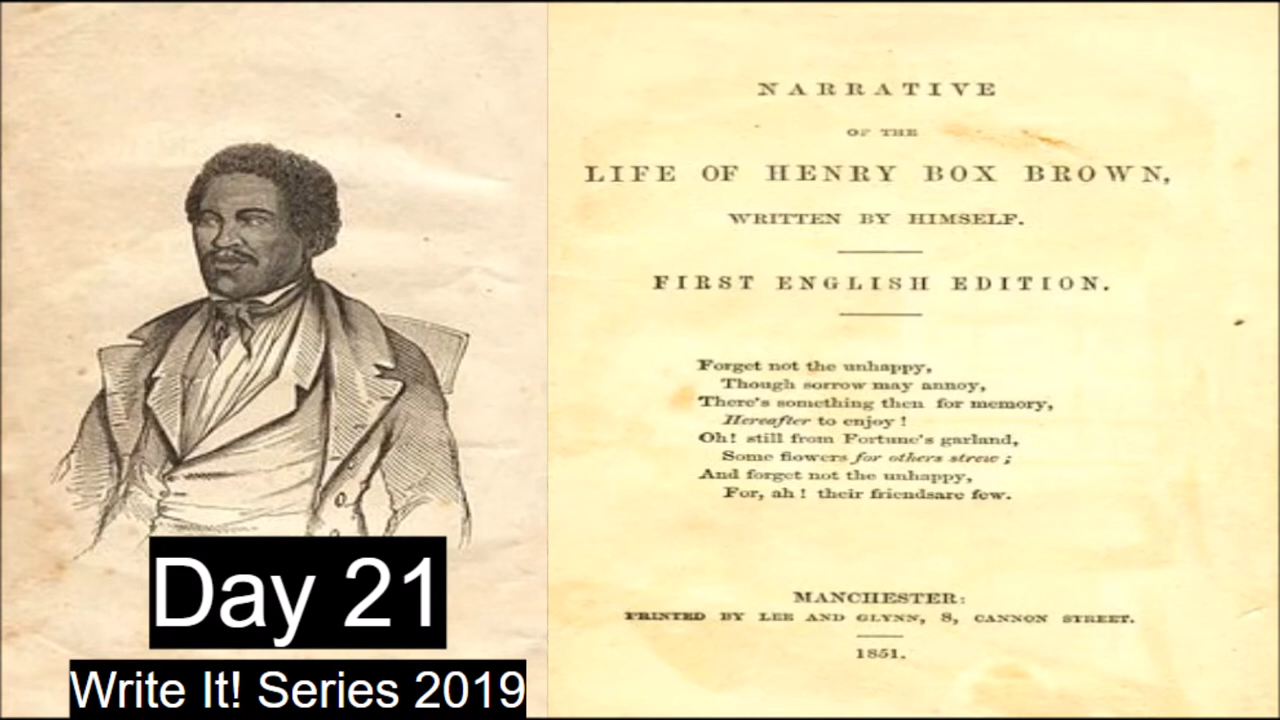 NARRATIVE
OF THE
LIFE OF HENRY BOX BROWN,
WRITTEN BY HIMSELF.
FIRST ENGLISH EDITION.
Forget not the unhappy,
Though sorrow may annoy,
There's something then for memory,
Hereafter to enjoy!
Oh! still from Fortune's garland,
Some flowers for others strew;
And forget not the unhappy,
For, ah! their friendsare few.
MANCHESTER:
PRINTED BY LEE AND GLYNN, 8, CANNON STREET.
1851.
Day 21
Write It! Series 2019